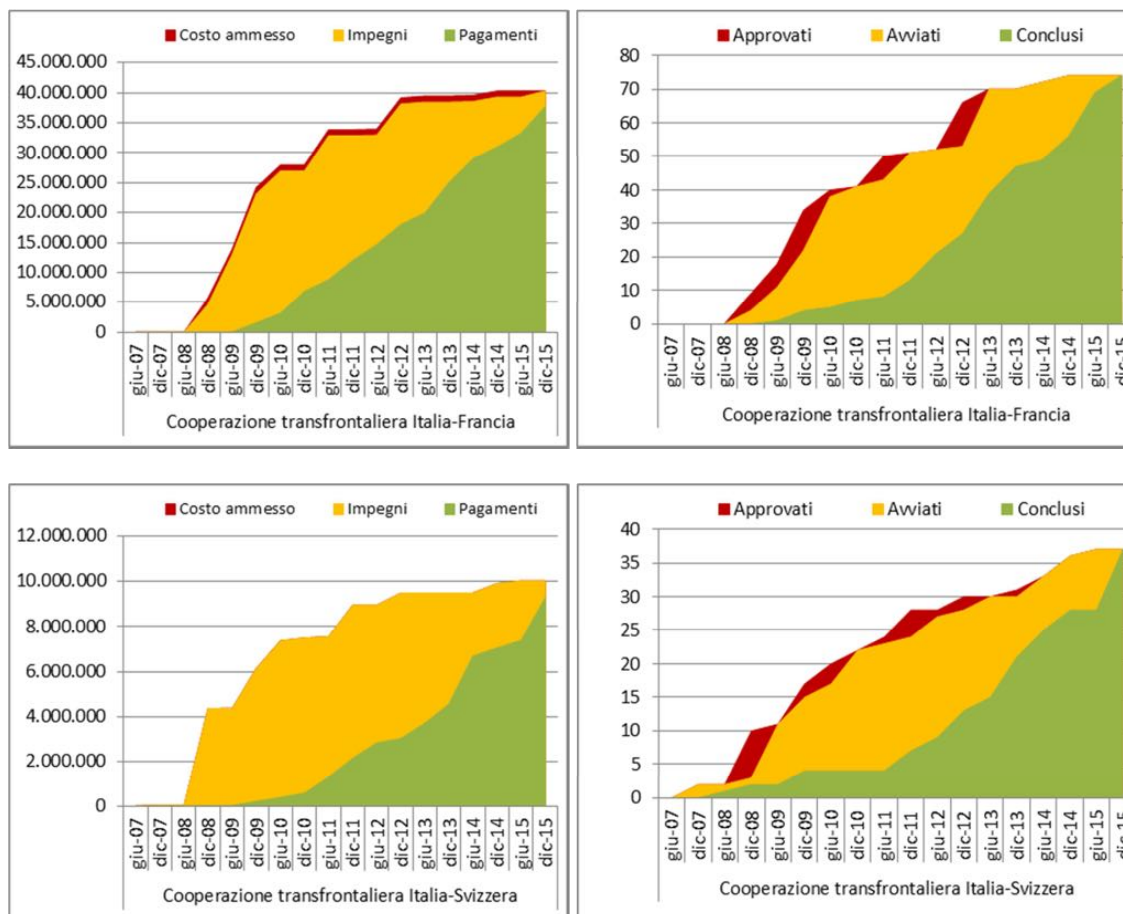 Costo ammesso Impegni Pagamenti
45.000.000
40.000.000
35.000.000
30.000.000
25.000.000
20.000.000
15.000.000
10.000.000
5.000.000
0
giu-07
dic-07
giu-08
dic-08
giu-09
dic-09
giu-10
dic-10
giu-11
dic-11
giu-12
dic-12
giu-13
dic-13
giu-14
dic-14
giu-15
dic-15
Cooperazione transfrontaliera Italia-Francia
Approvati Avviati Conclusi
80
70
60
50
40
30
20
10
0
giu-07
dic-07
giu-08
dic-08
giu-09
dic-09
giu-10
dic-10
giu-11
dic-11
giu-12
dic-12
giu-13
dic-13
giu-14
dic-14
giu-15
dic-15
Cooperazione transfrontaliera Italia-Francia
Costo ammesso Impegni Pagamenti
12.000.000
10.000.000
8.000.000
6.000.000
4.000.000
2.000.000
0
giu-07
dic-07
giu-08
dic-08
giu-09
dic-09
giu-10
dic-10
giu-11
dic-11
giu-12
dic-12
giu-13
dic-13
giu-14
dic-14
giu-15
dic-15
Cooperazione transfrontaliera Italia-Svizzera
Approvati Avviati Conclusi
40
35
30
25
20
15
10
5
0
giu-07
dic-07
giu-08
dic-08
giu-09
dic-09
giu-10
dic-10
giu-11
dic-11
giu-12
dic-12
giu-13
dic-13
giu-14
dic-14
giu-15
dic-15
Cooperazione transfrontaliera Italia-Svizzera